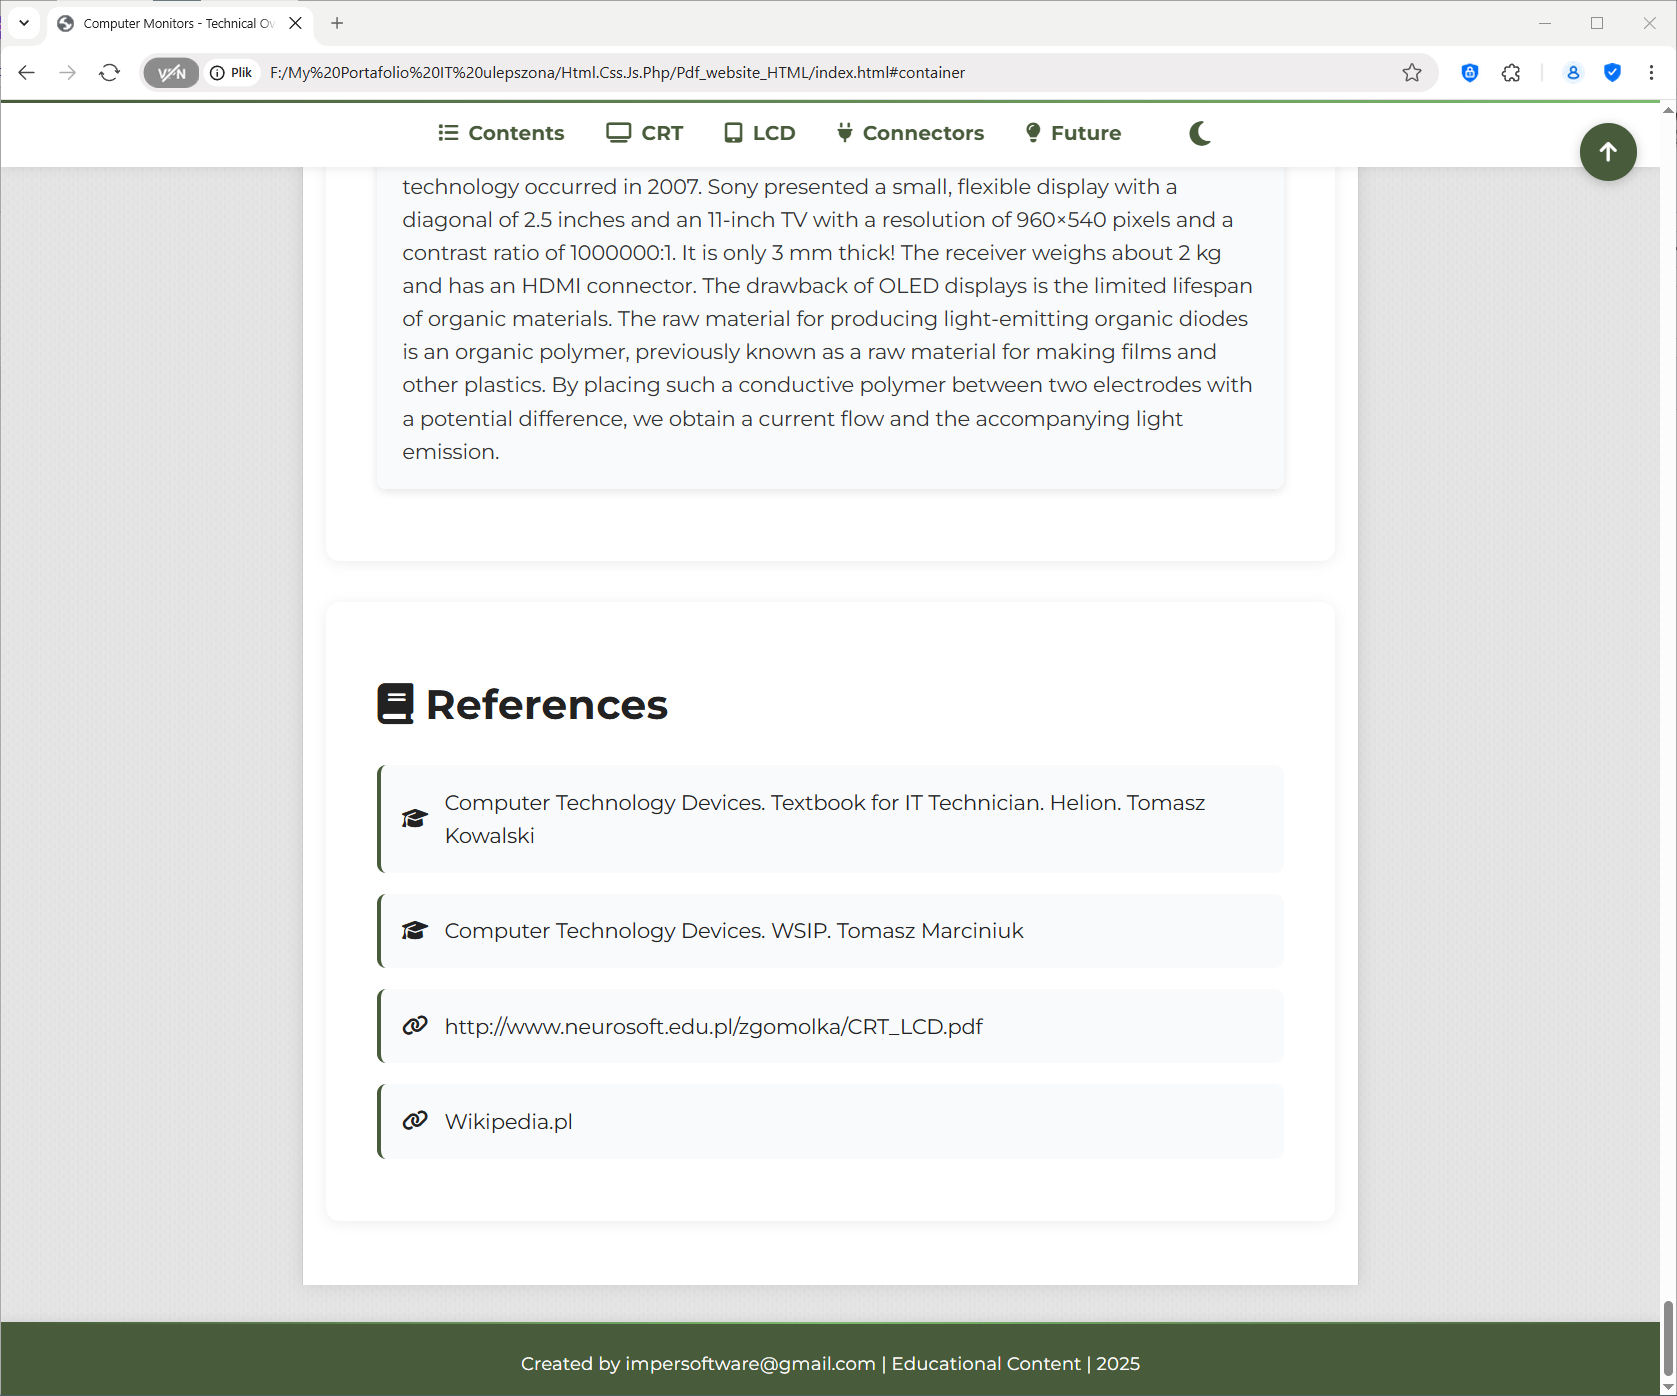 Computer Monitors - Technical Ov
VPN
Plik
F:/My%20Portafolio%20IT%20ulepszona/Html.Css.Js.Php/Pdf_website_HTML/index.html#container
Contents
CRT
LCD
Connectors
Future
technology occurred in 2007. Sony presented a small, flexible display with a
diagonal of 2.5 inches and an 11-inch TV with a resolution of 960×540 pixels and a
contrast ratio of 1000000:1. It is only 3 mm thick! The receiver weighs about 2 kg
and has an HDMI connector. The drawback of OLED displays is the limited lifespan
of organic materials. The raw material for producing light-emitting organic diodes
is an organic polymer, previously known as a raw material for making films and
other plastics. By placing such a conductive polymer between two electrodes with
a potential difference, we obtain a current flow and the accompanying light
emission.
References
Computer Technology Devices. Textbook for IT Technician. Helion. Tomasz
Kowalski
Computer Technology Devices. WSIP. Tomasz Marciniuk
http://www.neurosoft.edu.pl/zgomolka/CRT_LCD.pdf
Wikipedia.pl
Created by impersoftware@gmail.com | Educational Content | 2025